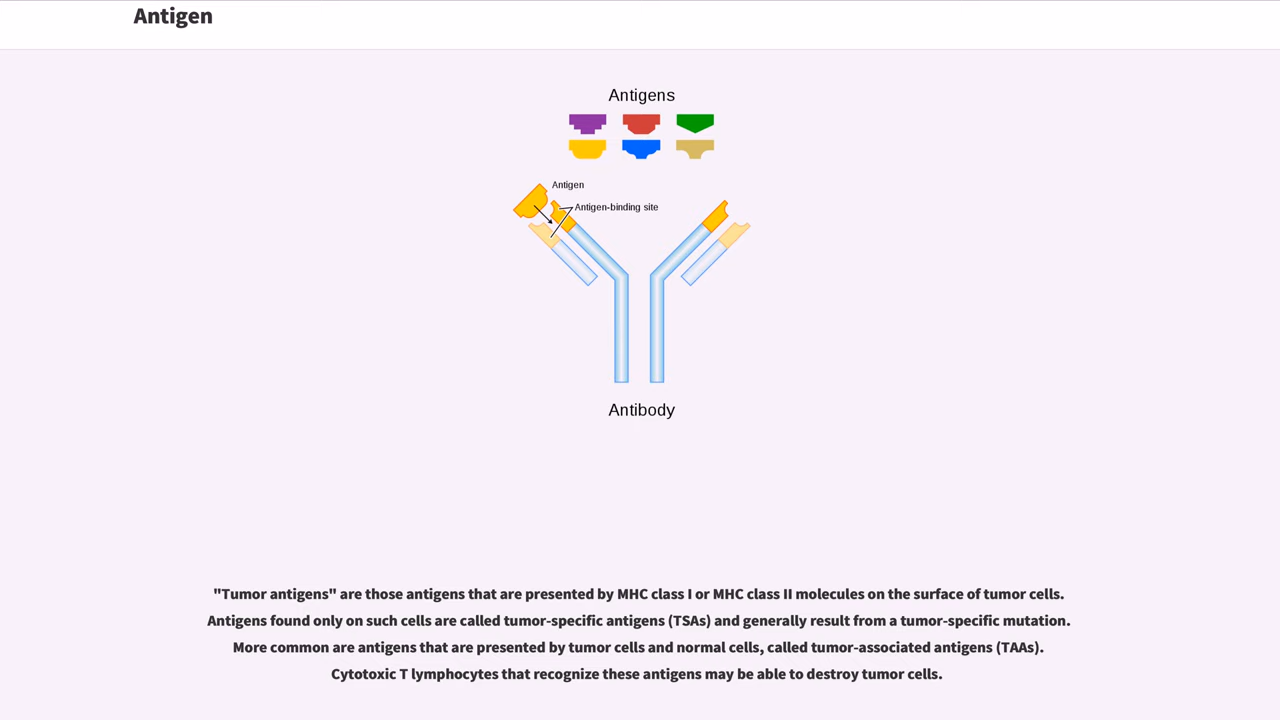 Antigen
Antigens
Antigen
Antigen-binding site
Antibody
"Tumor antigens" are those antigens that are presented by MHC class I or MHC class II molecules on the surface of tumor cells.
Antigens found only on such cells are called tumor-specific antigens (TSAs) and generally result from a tumor-specific mutation.
More common are antigens that are presented by tumor cells and normal cells, called tumor-associated antigens (TAAs).
Cytotoxic T lymphocytes that recognize these antigens may be able to destroy tumor cells.